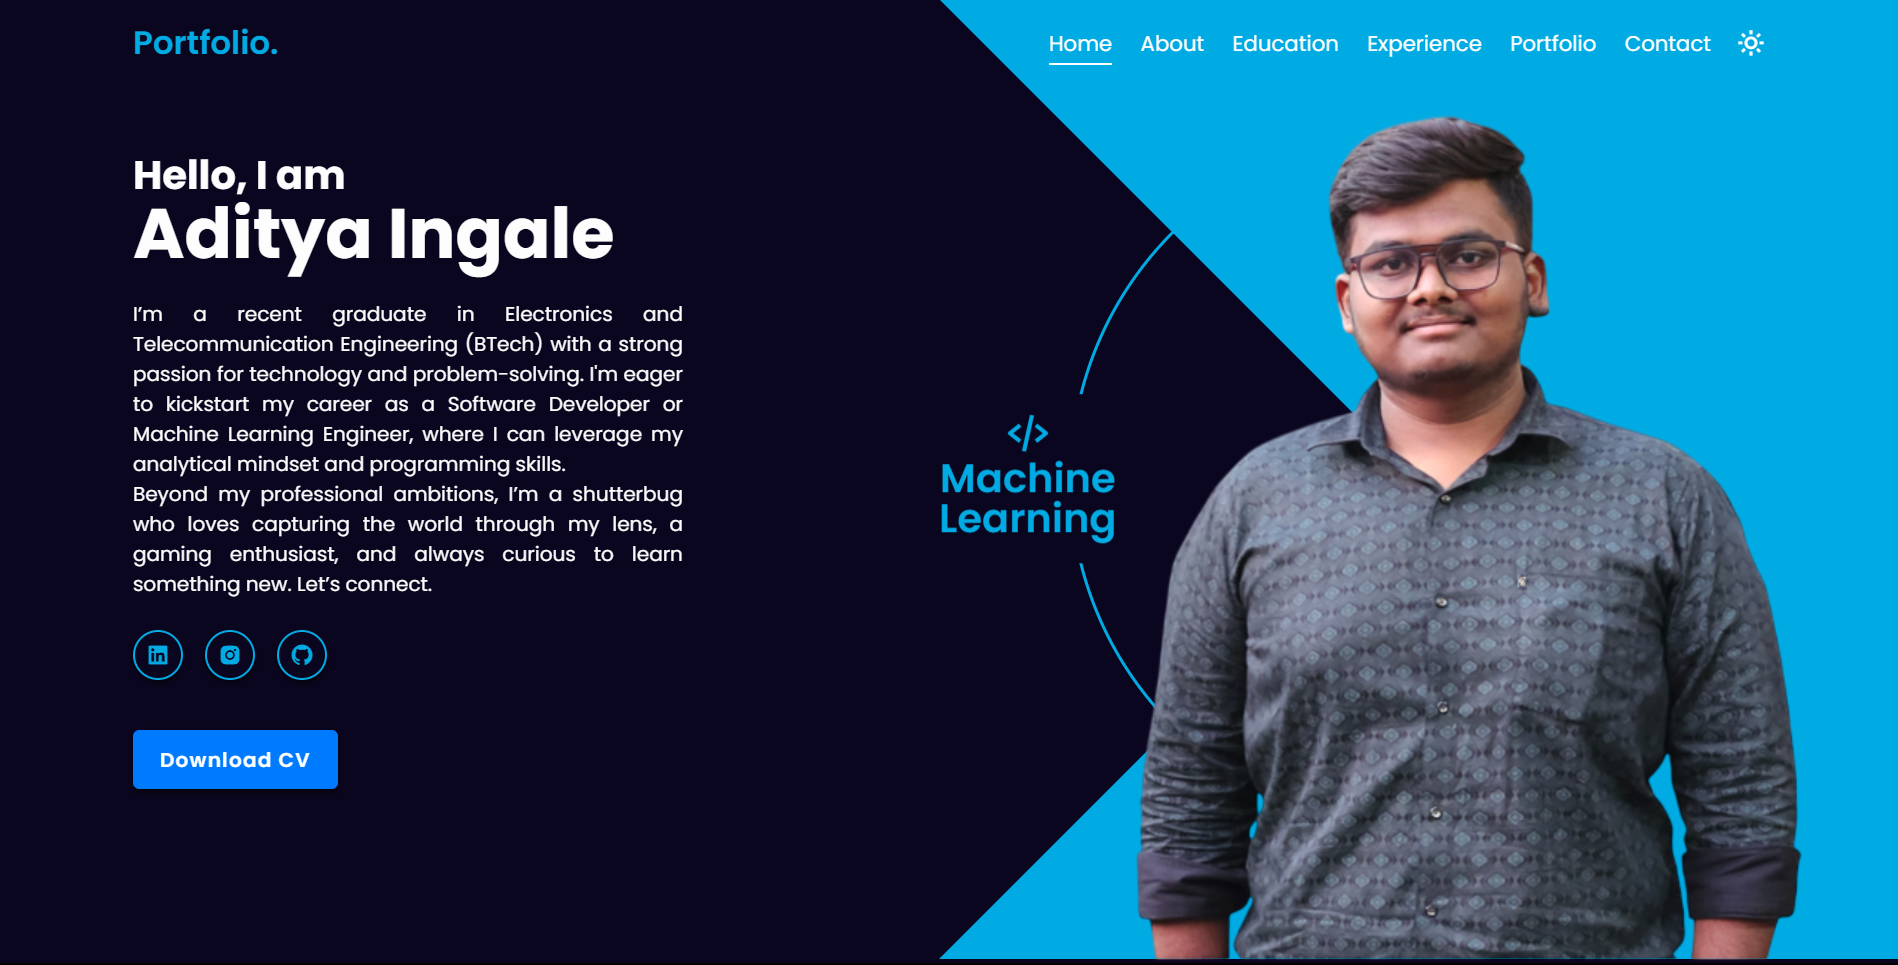 Portfolio.
Home About Education Experience Portfolio Contact
Hello, I am
Aditya Ingale
I’m a recent graduate in Electronics and
Telecommunication Engineering (BTech) with a strong
passion for technology and problem-solving. I'm eager
to kickstart my career as a Software Developer or
Machine Learning Engineer, where I can leverage my
analytical mindset and programming skills.
Beyond my professional ambitions, I’m a shutterbug
who loves capturing the world through my lens, a
gaming enthusiast, and always curious to learn
something new. Let’s connect.
Download CV
</>
Machine
Learning